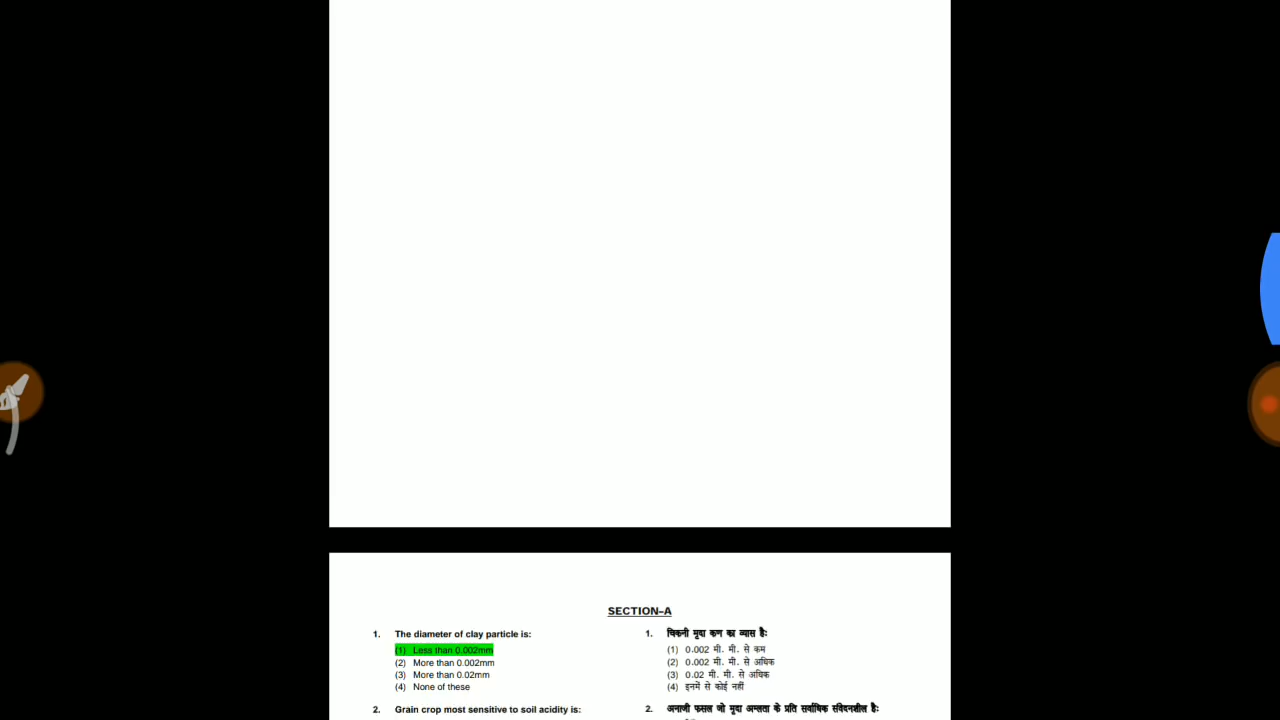 SECTION–A
1. The diameter of clay particle is:
(1) Less than 0.002mm
(2) More than 0.002mm
(3) More than 0.02mm
(4) None of these
2. Grain crop most sensitive to soil acidity is:
1. चिकनी मृदा कण का व्यास है:
(1) 0.002 मी. मी. से कम
(2) 0.002 मी. मी. से अधिक
(3) 0.02 मी. मी. से अधिक
(4) इनमें से कोई नहीं
2. अनाजी फसल जो मृदा अम्लता के प्रति सर्वाधिक संवेदनशील है: